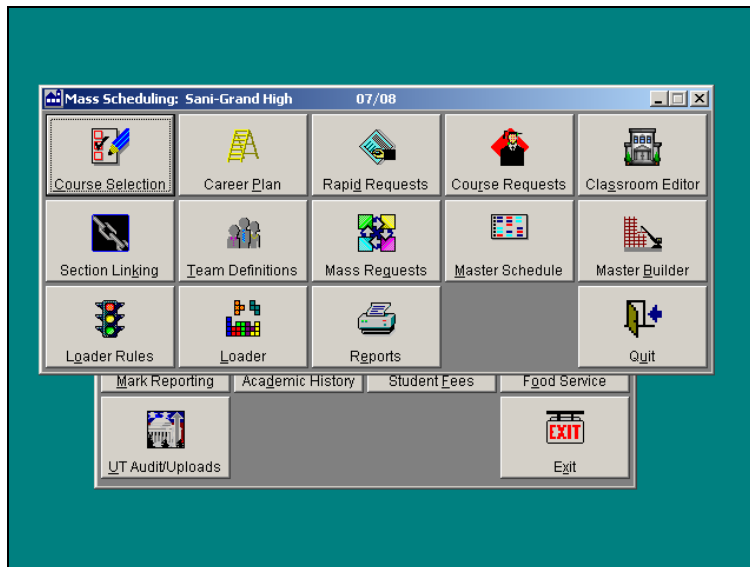 Mass Scheduling: Sani-Grand High 07/08
Course Selection Career Plan Rapid Requests Course Requests Classroom Editor
Section Linking Team Definitions Mass Requests Master Schedule Master Builder
Loader Rules Loader Reports Quit
Mark Reporting Academic History Student Fees Food Service
EXIT
UT Audit/Uploads Exit